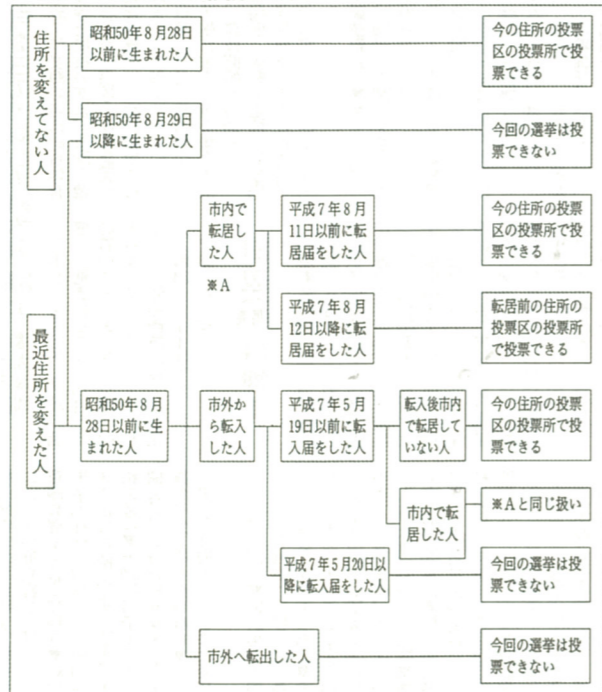 住所を変えてない人
昭和50年8月28日
以前に生まれた人
今の住所の投票
区の投票所で投
票できる
昭和50年8月29日
以降に生まれた人
今回の選挙は投
票できない
最近住所を変えた人
昭和50年8月
28日以前に生
まれた人
市内で
転居し
た人
※A
平成7年8月
11日以前に転
居届をした人
今の住所の投票
区の投票所で投
票できる
平成7年8月
12日以降に転
居届をした人
転居前の住所の
投票区の投票所
で投票できる
市外か
ら転入
した人
平成7年5月
19日以前に転
入届をした人
転入後市内
で転居して
いない人
今の住所の投票
区の投票所で投
票できる
市内で転
居した人
※Aと同じ扱い
平成7年5月20日以
降に転入届をした人
今回の選挙は投
票できない
市外へ転出した人
今回の選挙は投
票できない